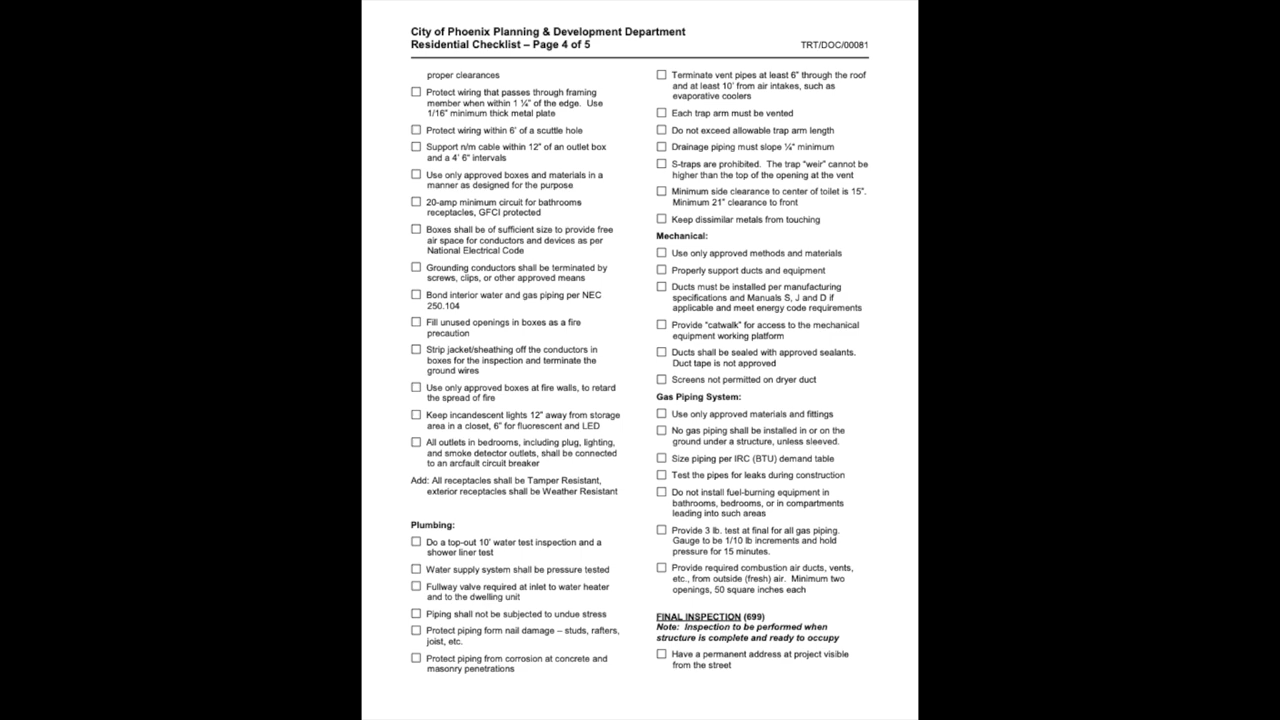 City of Phoenix Planning & Development Department
Residential Checklist – Page 4 of 5
TRT/DOC/00081
proper clearances
☐ Protect wiring that passes through framing
member when within 1 ¼” of the edge. Use
1/16” minimum thick metal plate
☐ Protect wiring within 6’ of a scuttle hole
☐ Support n/m cable within 12” of an outlet box
and a 4’ 6” intervals
☐ Use only approved boxes and materials in a
manner as designed for the purpose
☐ 20-amp minimum circuit for bathrooms
receptacles, GFCI protected
☐ Boxes shall be of sufficient size to provide free
air space for conductors and devices as per
National Electrical Code
☐ Grounding conductors shall be terminated by
screws, clips, or other approved means
☐ Bond interior water and gas piping per NEC
250.104
☐ Fill unused openings in boxes as a fire
precaution
☐ Strip jacket/sheathing off the conductors in
boxes for the inspection and terminate the
ground wires
☐ Use only approved boxes at fire walls, to retard
the spread of fire
☐ Keep incandescent lights 12” away from storage
area in a closet, 6” for fluorescent and LED
☐ All outlets in bedrooms, including plug, lighting,
and smoke detector outlets, shall be connected
to an arcfault circuit breaker
Add: All receptacles shall be Tamper Resistant,
exterior receptacles shall be Weather Resistant
Plumbing:
☐ Do a top-out 10’ water test inspection and a
shower liner test
☐ Water supply system shall be pressure tested
☐ Fullway valve required at inlet to water heater
and to the dwelling unit
☐ Piping shall not be subjected to undue stress
☐ Protect piping form nail damage – studs, rafters,
joist, etc.
☐ Protect piping from corrosion at concrete and
masonry penetrations
☐ Terminate vent pipes at least 6” through the roof
and at least 10’ from air intakes, such as
evaporative coolers
☐ Each trap arm must be vented
☐ Do not exceed allowable trap arm length
☐ Drainage piping must slope ¼” minimum
☐ S-traps are prohibited. The trap “weir” cannot be
higher than the top of the opening at the vent
☐ Minimum side clearance to center of toilet is 15”.
Minimum 21” clearance to front
☐ Keep dissimilar metals from touching
Mechanical:
☐ Use only approved methods and materials
☐ Properly support ducts and equipment
☐ Ducts must be installed per manufacturing
specifications and Manuals S, J and D if
applicable and meet energy code requirements
☐ Provide “catwalk” for access to the mechanical
equipment working platform
☐ Ducts shall be sealed with approved sealants.
Duct tape is not approved
☐ Screens not permitted on dryer duct
Gas Piping System:
☐ Use only approved materials and fittings
☐ No gas piping shall be installed in or on the
ground under a structure, unless sleeved.
☐ Size piping per IRC (BTU) demand table
☐ Test the pipes for leaks during construction
☐ Do not install fuel-burning equipment in
bathrooms, bedrooms, or in compartments
leading into such areas
☐ Provide 3 lb. test at final for all gas piping.
Gauge to be 1/10 lb increments and hold
pressure for 15 minutes.
☐ Provide required combustion air ducts, vents,
etc., from outside (fresh) air. Minimum two
openings, 50 square inches each
FINAL INSPECTION (699)
Note: Inspection to be performed when
structure is complete and ready to occupy
☐ Have a permanent address at project visible
from the street